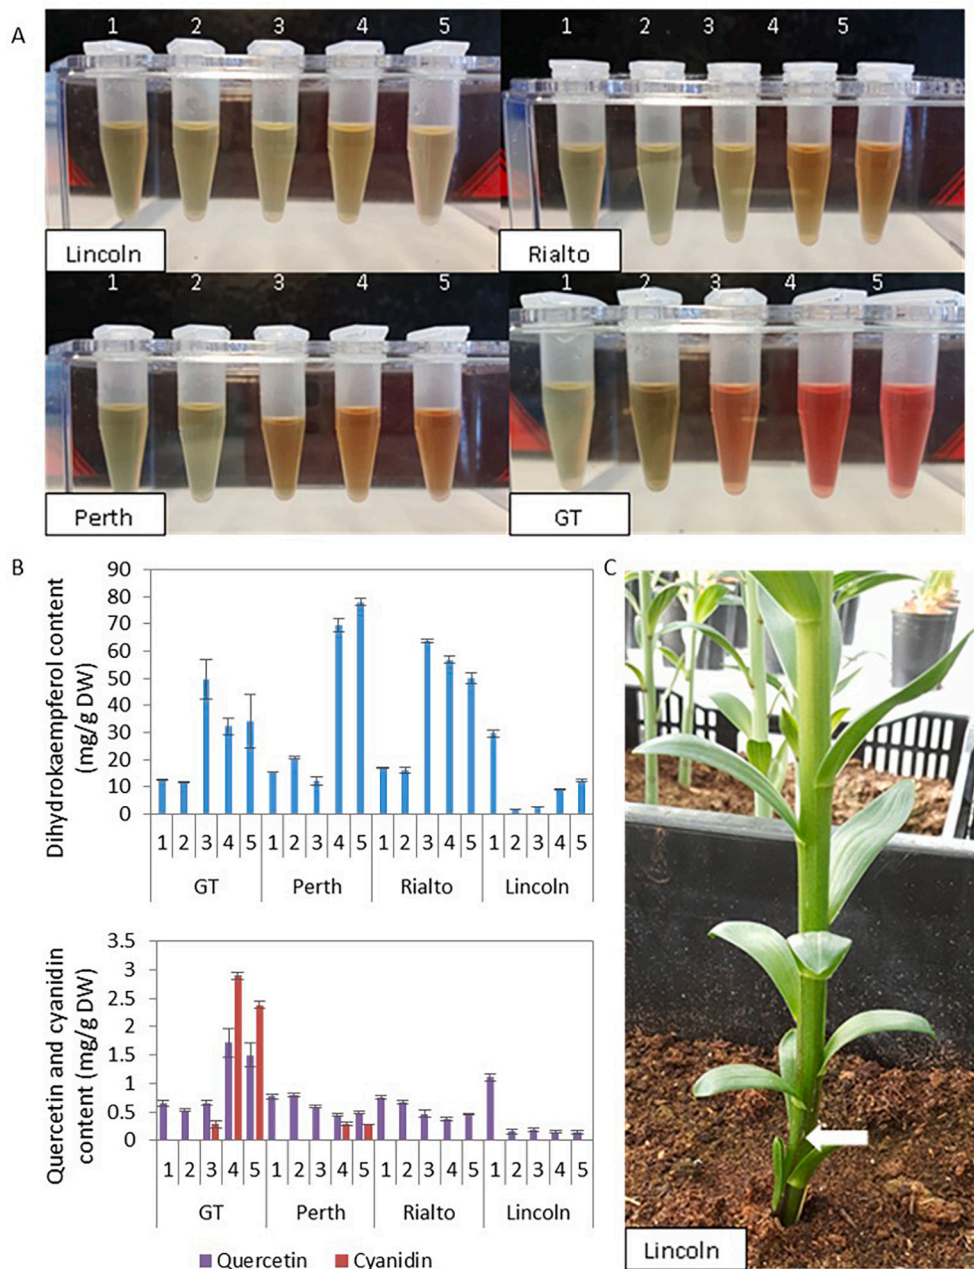 A
1 2 3 4 5
Lincoln
1 2 3 4 5
Rialto
1 2 3 4 5
Perth
1 2 3 4 5
GT
B
Dihydrokaempferol content
(mg/g DW)
90
80
70
60
50
40
30
20
10
0
1 2 3 4 5 1 2 3 4 5 1 2 3 4 5 1 2 3 4 5
GT Perth Rialto Lincoln
Quercetin and cyanidin
content (mg/g DW)
3.5
3
2.5
2
1.5
1
0.5
0
1 2 3 4 5 1 2 3 4 5 1 2 3 4 5 1 2 3 4 5
GT Perth Rialto Lincoln
Quercetin Cyanidin
C
Lincoln